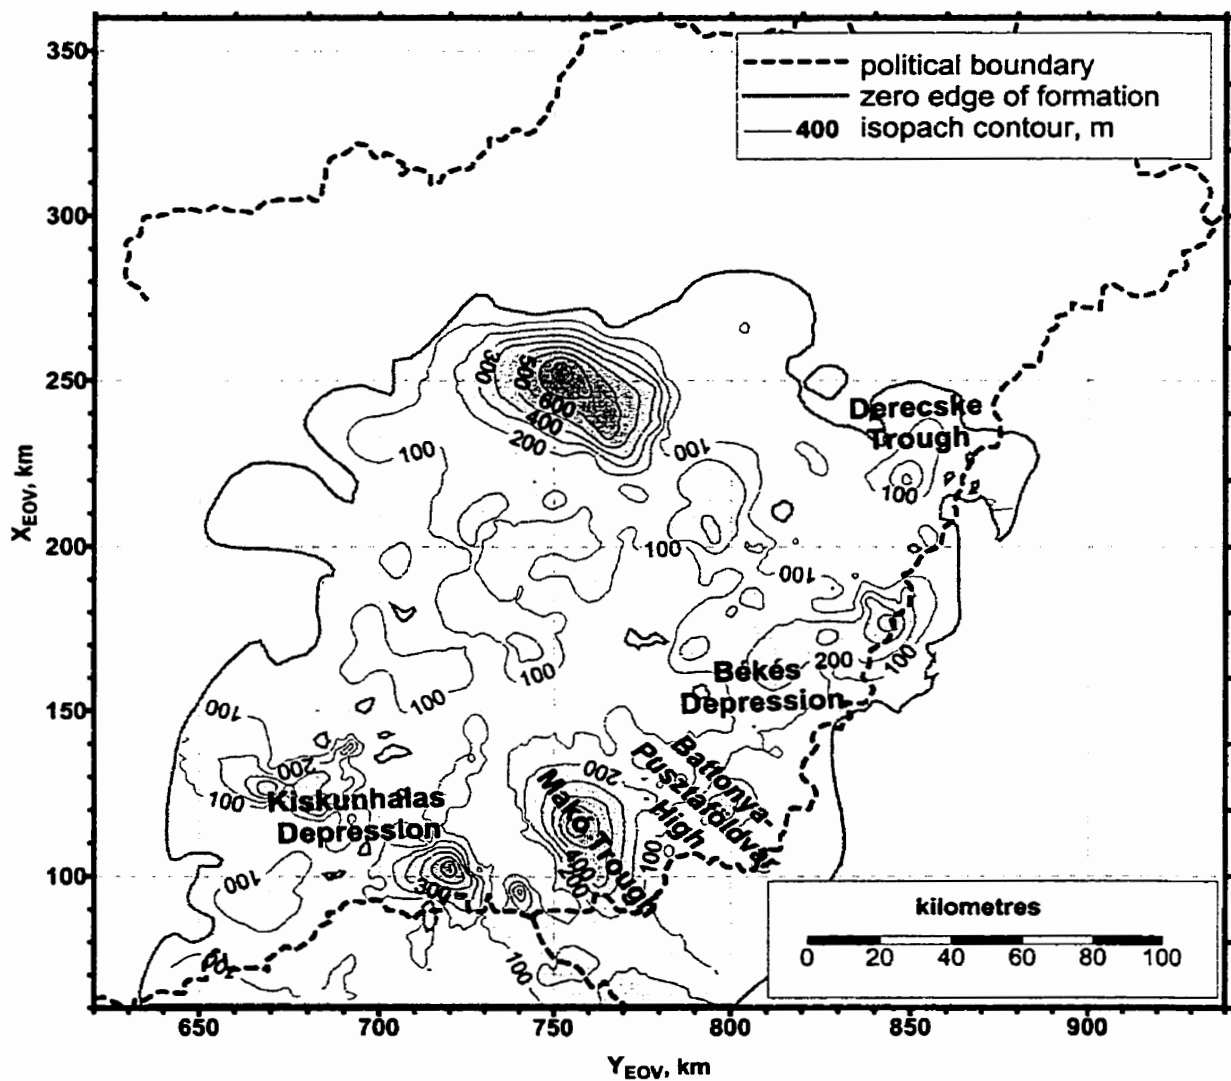 political boundary
zero edge of formation
400 isopach contour, m
350
300
250
200
150
100
X EOV, km
300
500
600
400
200
100
100
Derecske
Trough
100
100
100
100
100
200
100
Békés
Depression
100
200
100
Kiskunhalas
Depression
200
Makó Trough
400
100
Battonya-
Pusztaföldvár
High
100
300
100
100
kilometres
0 20 40 60 80 100
650 700 750 800 850 900
Y EOV, km